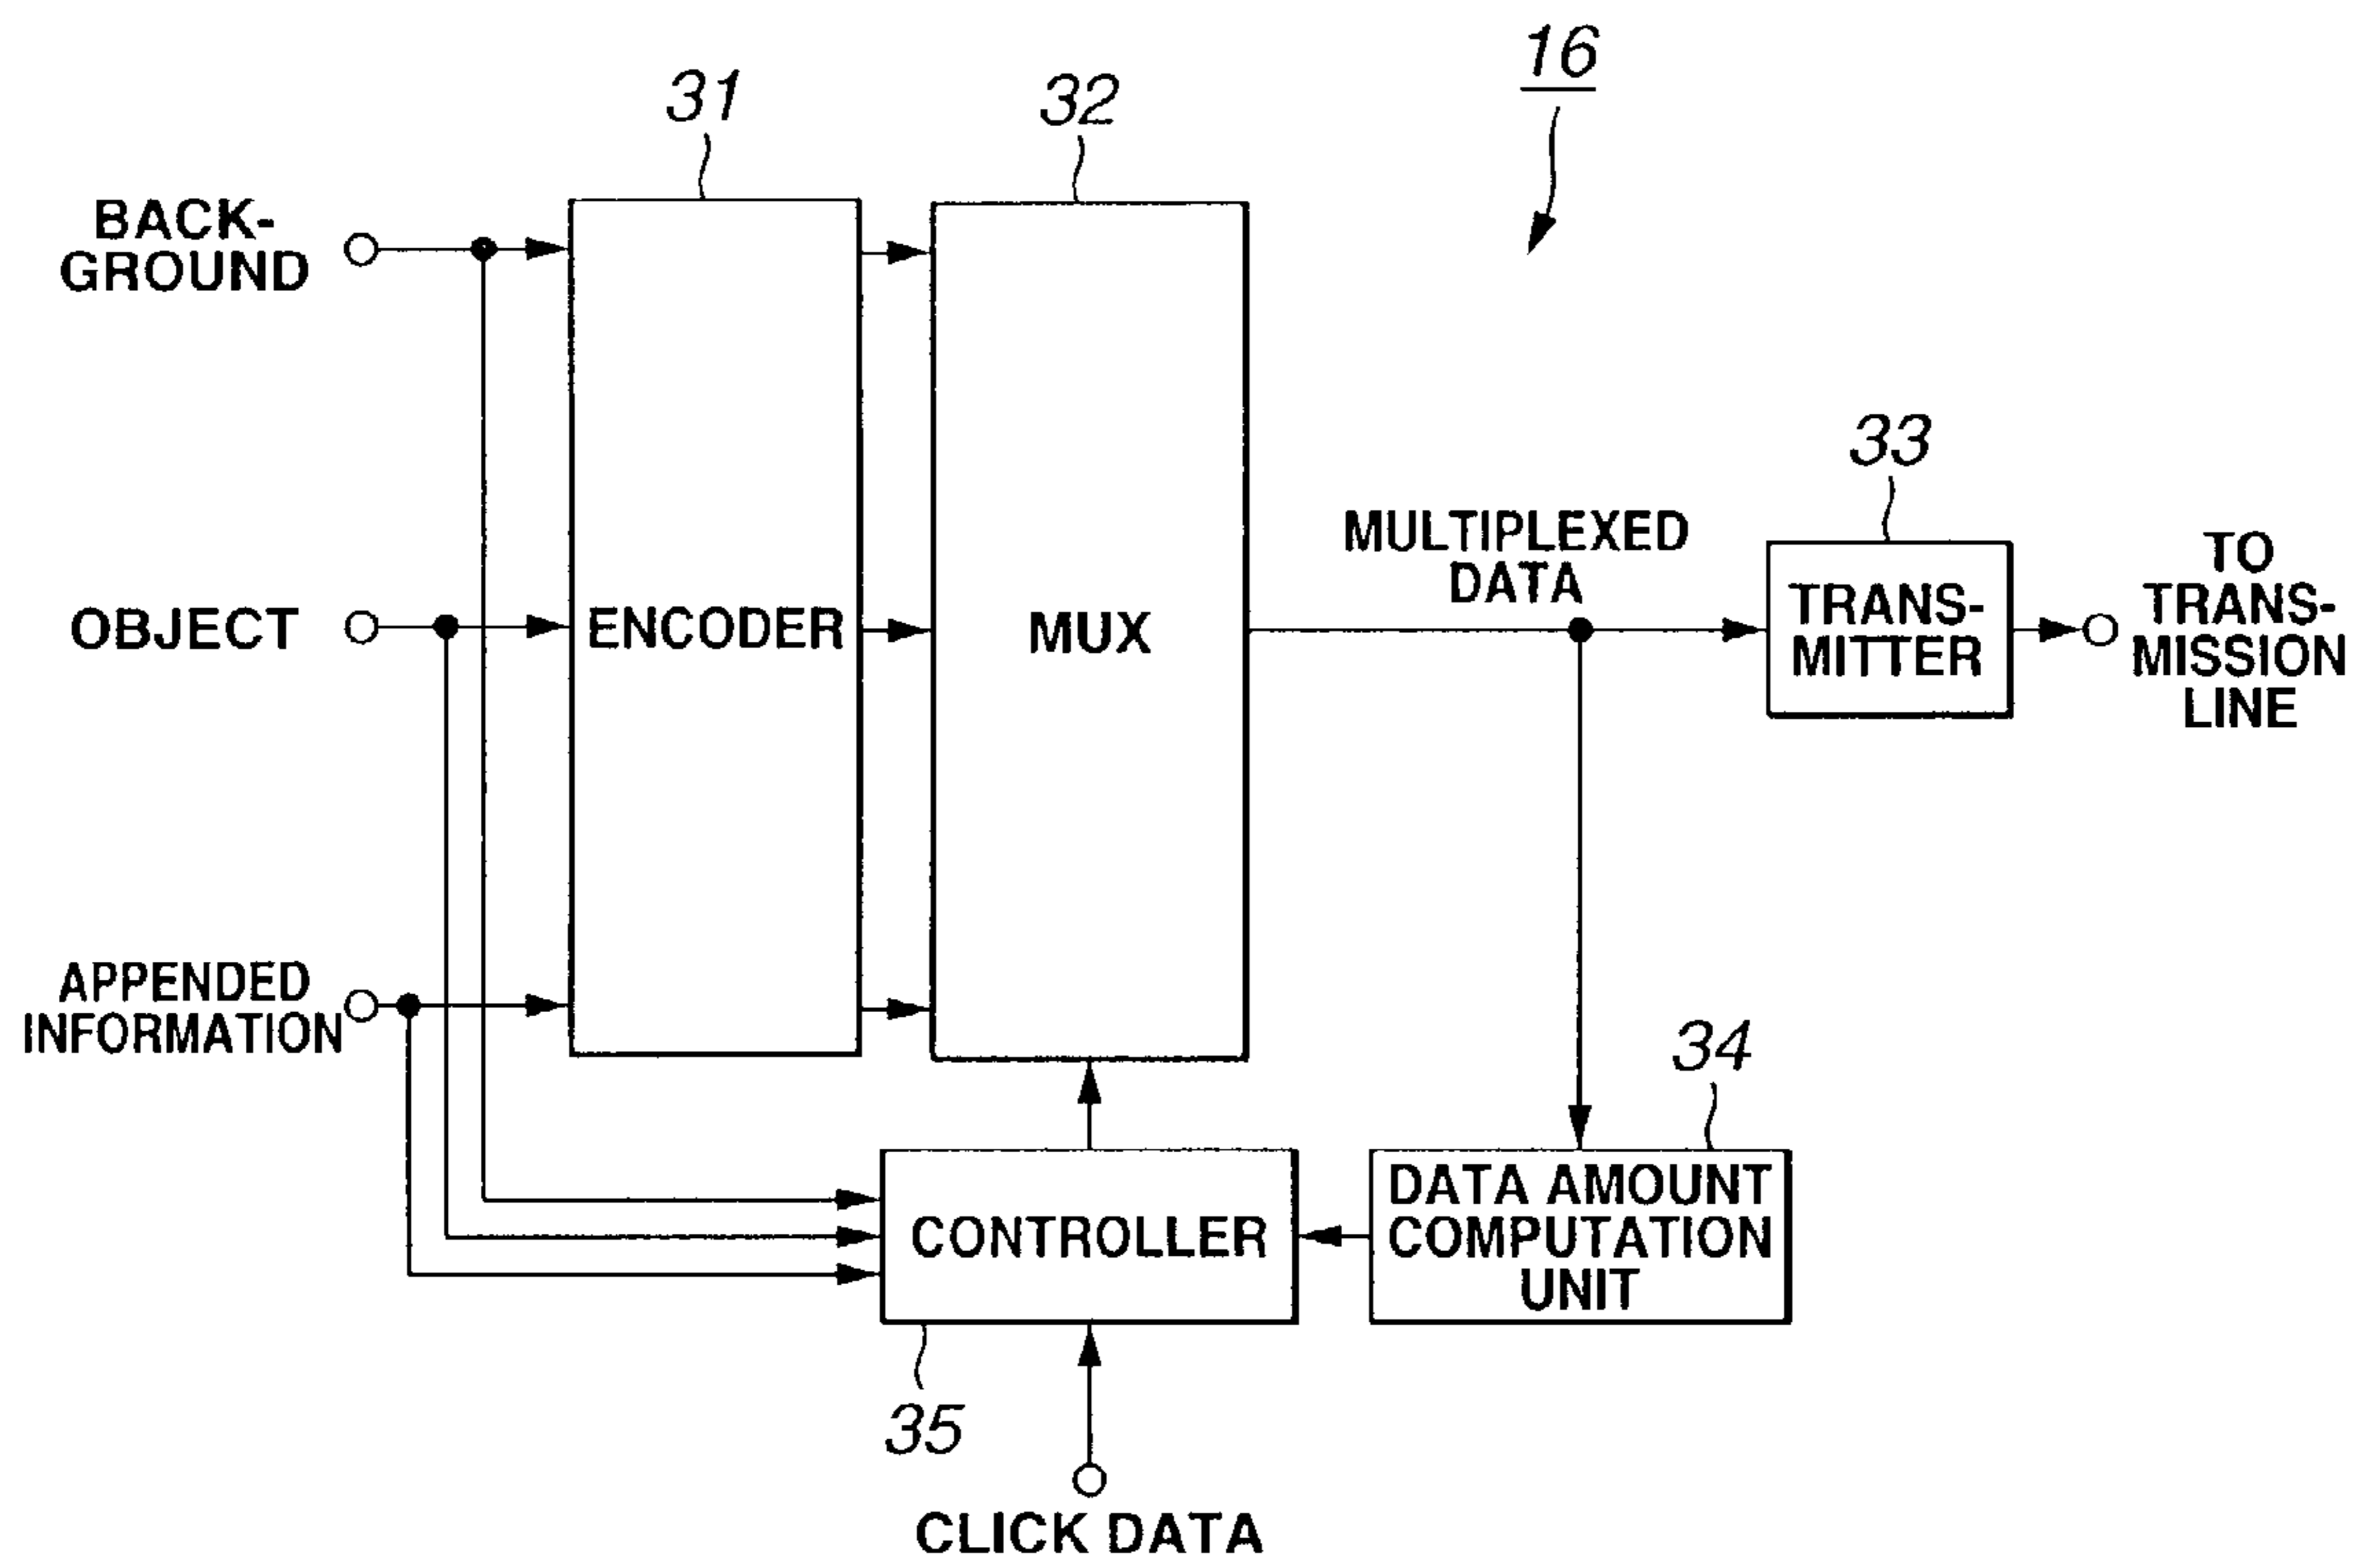 16
31
32
BACK-
GROUND
33
MULTIPLEXED
DATA
TO
TRANS-
MISSION
LINE
TRANS-
MITTER
OBJECT
ENCODER
MUX
APPENDED
INFORMATION
34
DATA AMOUNT
COMPUTATION
UNIT
CONTROLLER
35
CLICK DATA